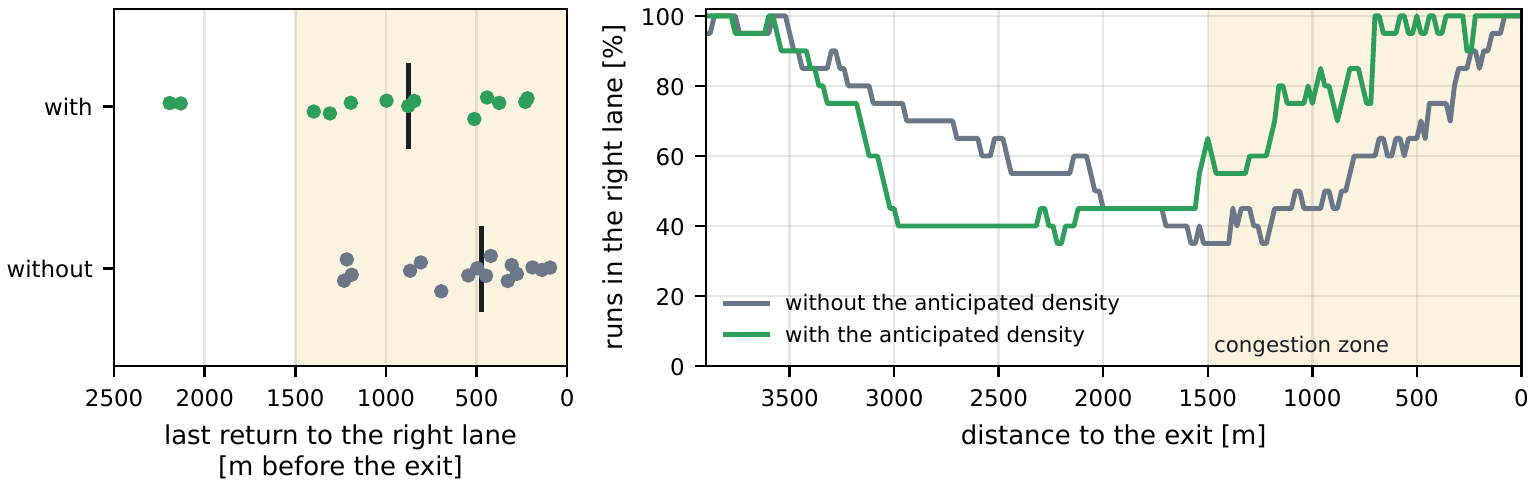 with
without
2500 2000 1500 1000 500 0
last return to the right lane
[m before the exit]
runs in the right lane [%]
100
80
60
40
20
0
without the anticipated density
with the anticipated density
congestion zone
3500 3000 2500 2000 1500 1000 500 0
distance to the exit [m]